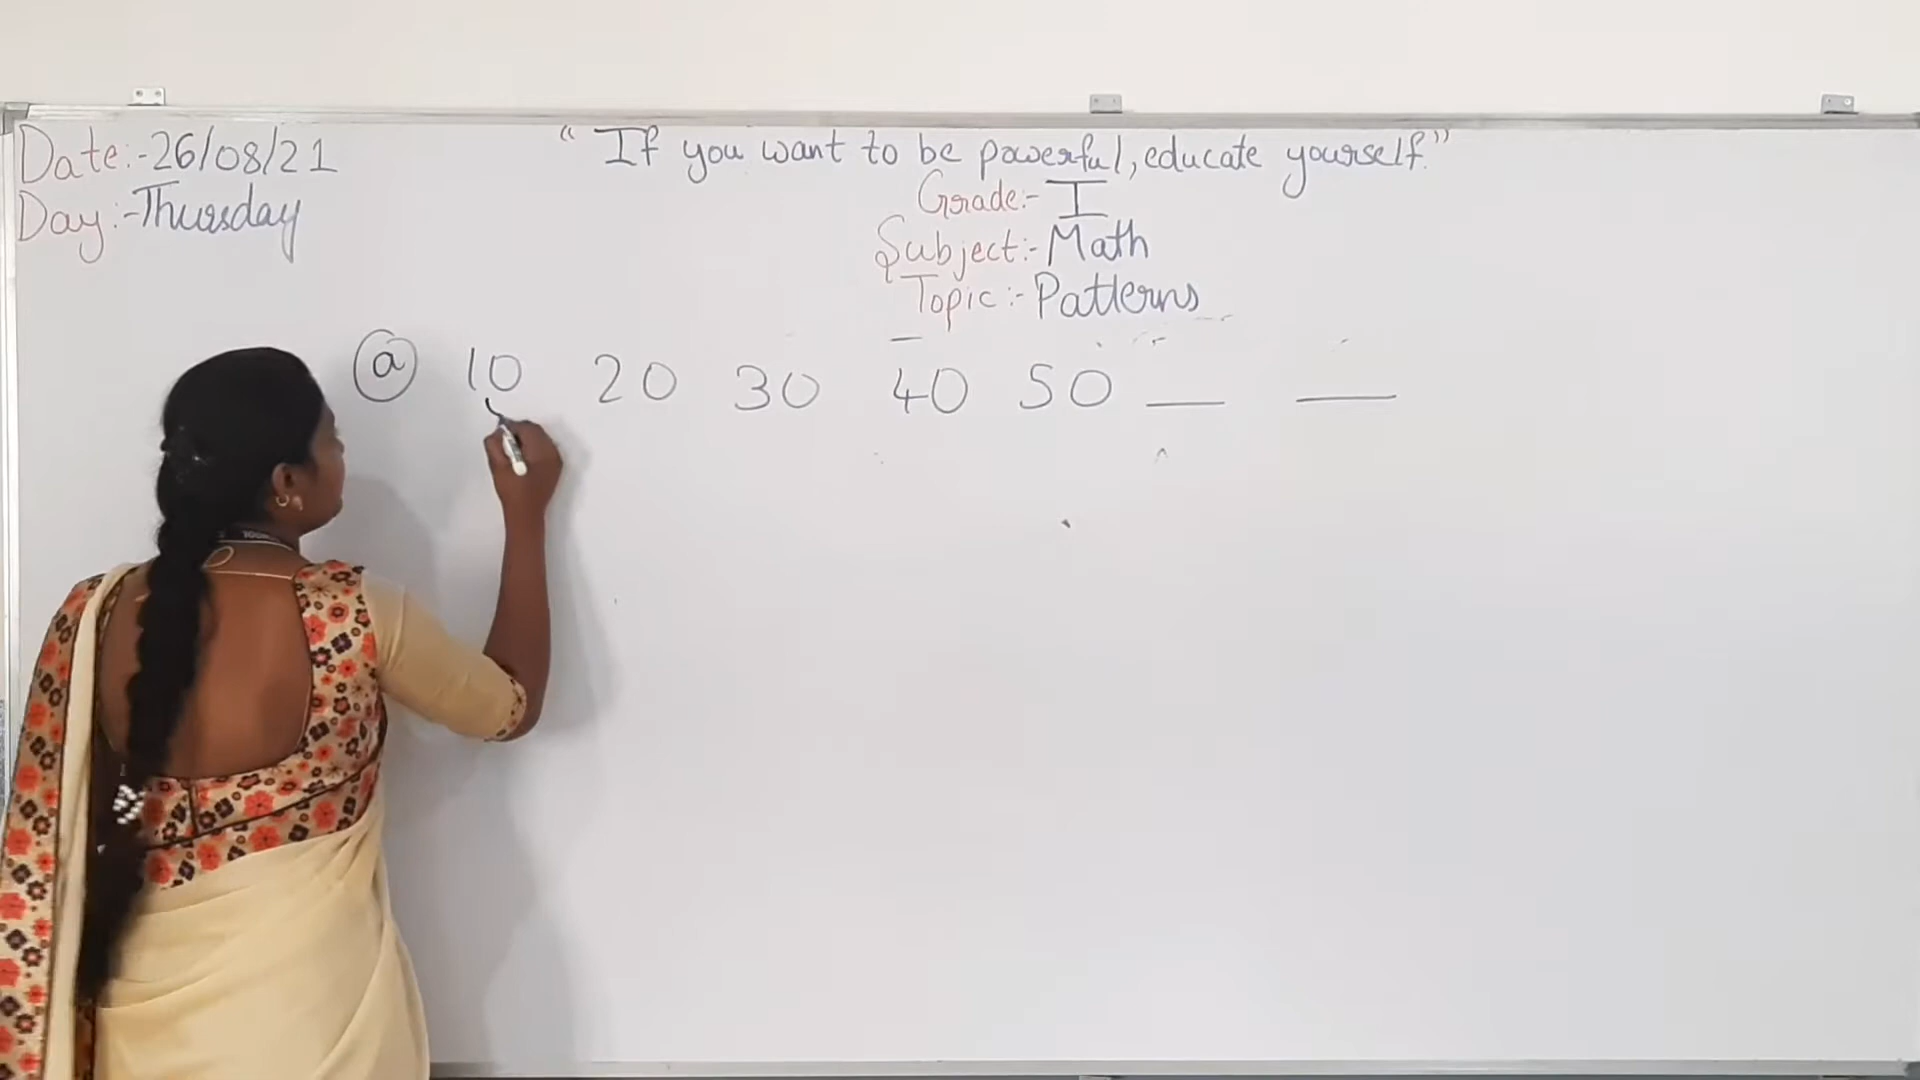 Date:-26/08/21
Day:-Thursday
"If you want to be powerful, educate yourself."
Grade:- I
Subject:- Math
Topic:- Patterns
a 10 20 30 40 50 __ __